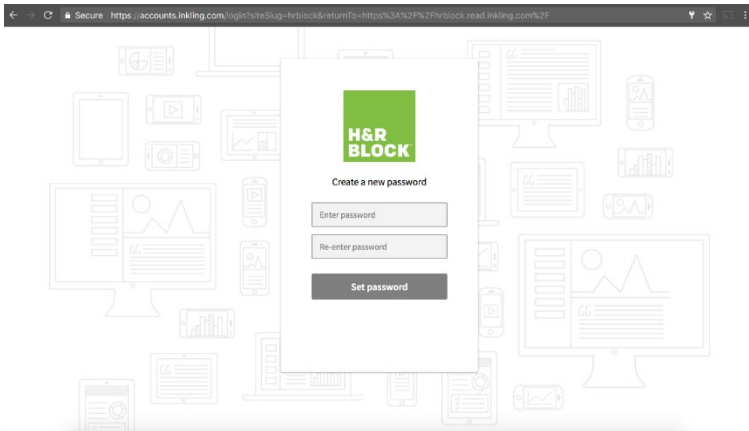 Secure https://accounts.inkling.com/login?siteSlug=hrblock&returnTo=https%3A%2F%2Fhrblock.read.inkling.com%2F
H&R
BLOCK
Create a new password
Enter password
Re-enter password
Set password